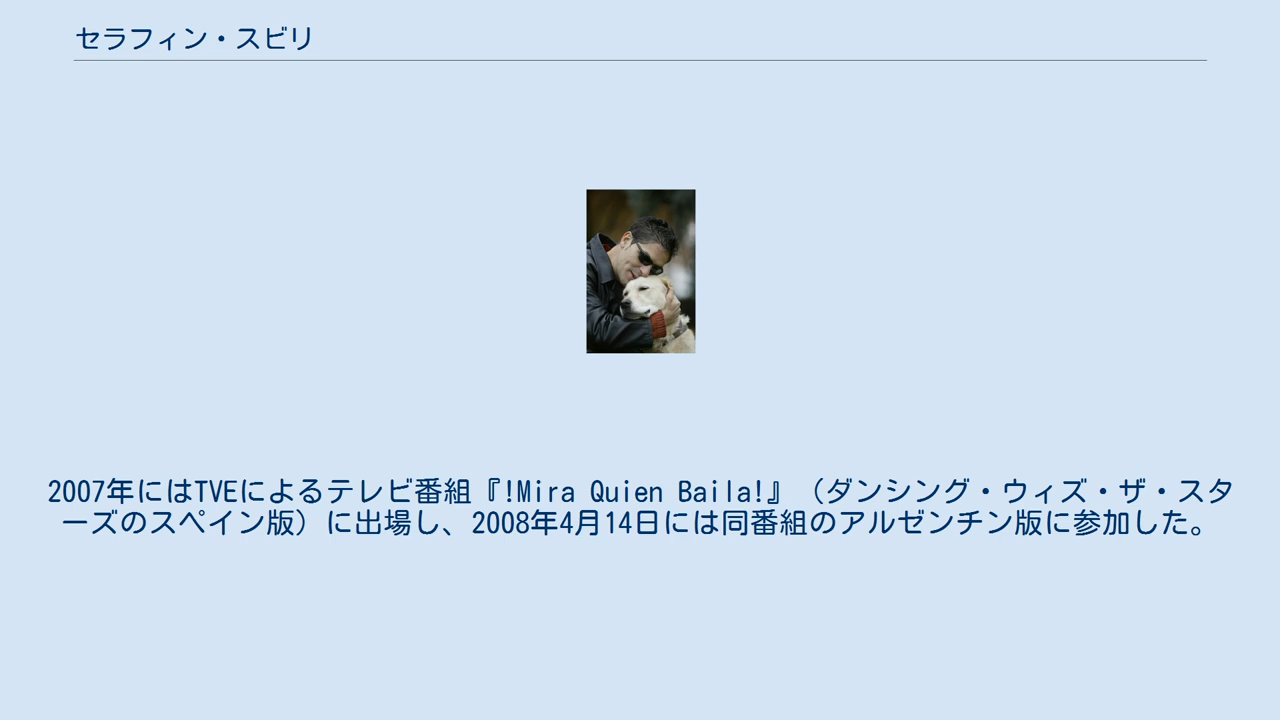 セラフィン・スビリ
2007年にはTVEによるテレビ番組『!Mira Quien Baila!』（ダンシング・ウィズ・ザ・スタ
ーズのスペイン版）に出場し、2008年4月14日には同番組のアルゼンチン版に参加した。